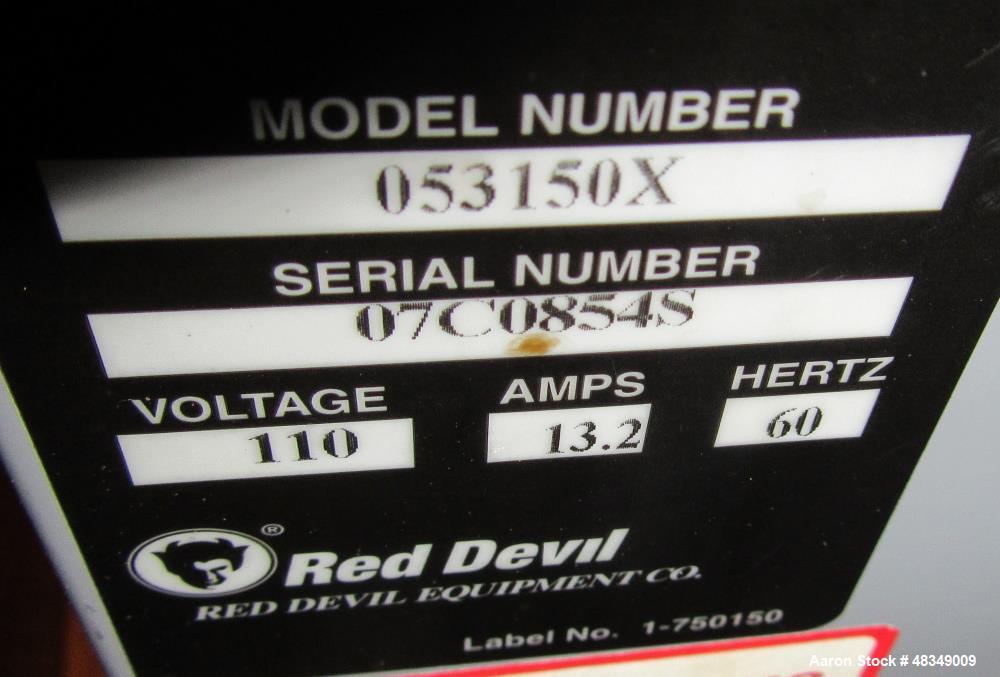 MODEL NUMBER
053150X
SERIAL NUMBER
07C0854S
VOLTAGE AMPS HERTZ
110 13.2 60
Red Devil ®
RED DEVIL EQUIPMENT CO.
Label No. 1-750150
Aaron Stock # 48349009